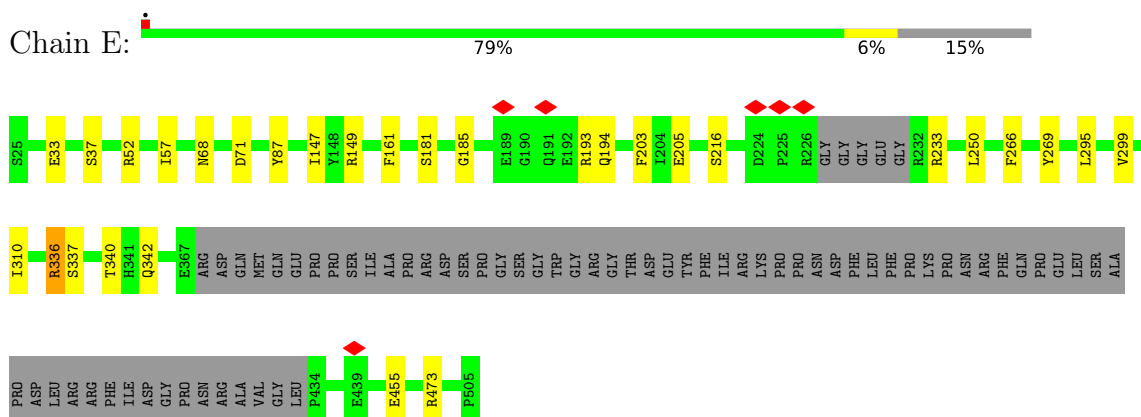 Chain E:
79% 6% 15%
S25 E33 S37 R52 I57 N68 D71 Y87 I147 Y148 R149 F161 S181 G185 E189 G190 Q191 E192 R193 Q194 F203 I204 E205 S216 D224 P225 R226 GLY GLY GLY GLU GLY R232 R233 L250 F266 Y269 L295 V299
I310 R336 S337 T340 H341 Q342 E367 ARG ASP GLN MET GLN GLU PRO PRO SER ILE ALA PRO ARG ASP SER PRO GLY SER GLY TRP GLY ARG GLY THR ASP GLU TYR PHE ILE ARG LYS PRO PRO ASN ASP PHE LEU PHE PRO LYS PRO ASN ARG PHE GLN PRO GLU LEU SER ALA
PRO ASP LEU ARG ARG PHE ILE ASP GLY PRO ASN ARG ALA VAL GLY LEU P434 E439 E455 R473 P505